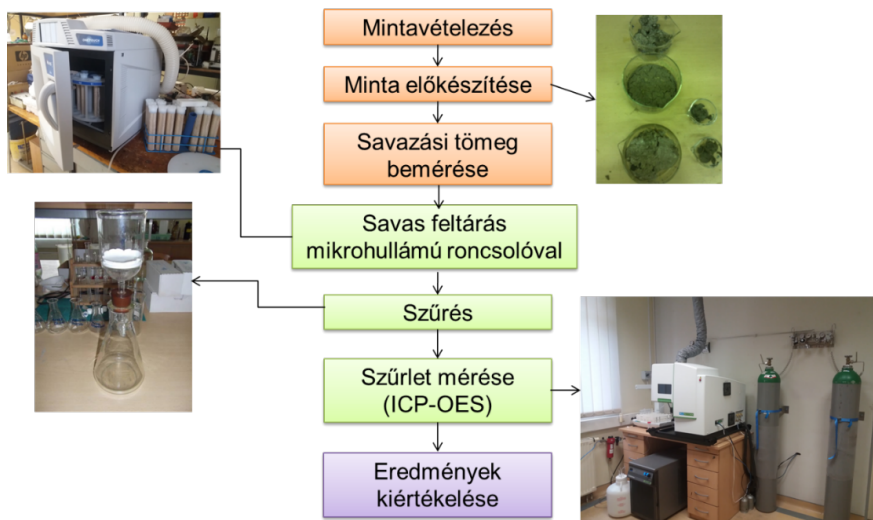 Mintavételezés
Minta előkészítése
Savazási tömeg
bemérése
Savas feltárás
mikrohullámú roncsolóval
Szűrés
Szűrlet mérése
(ICP-OES)
Eredmények
kiértékelése